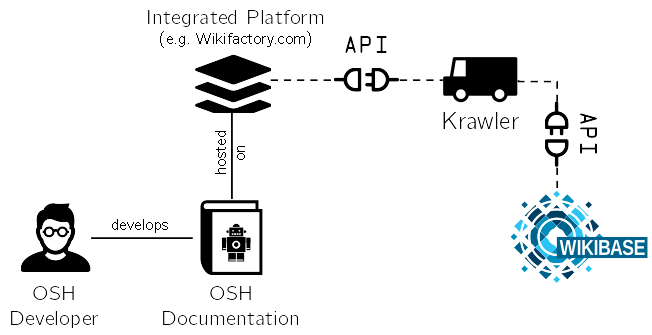 Integrated Platform
(e.g. Wikifactory.com)
API
Krawler
API
hosted
on
develops
WIKIBASE
OSH
Developer
OSH
Documentation